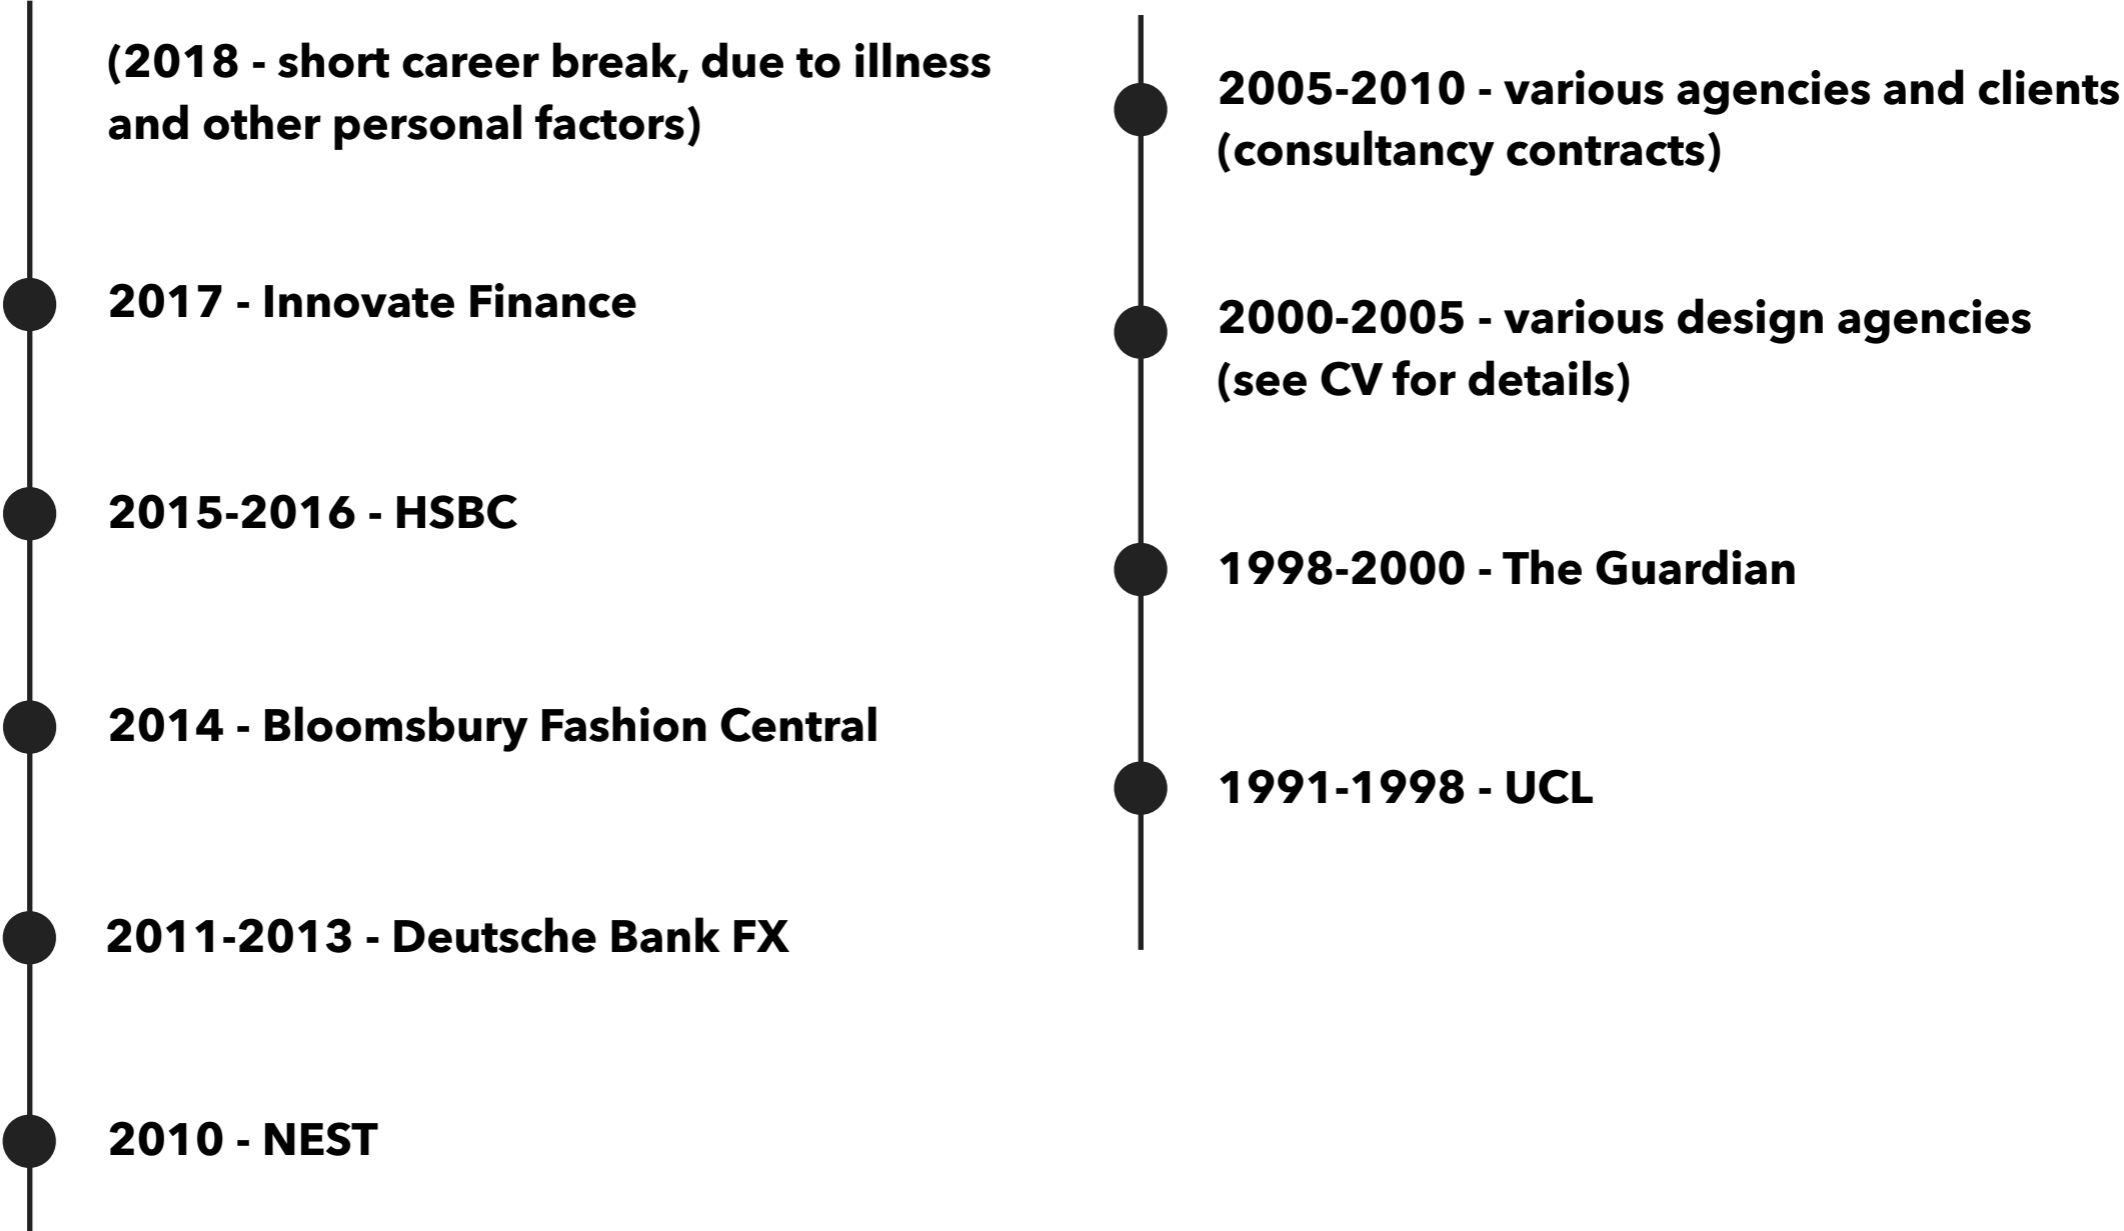 (2018 - short career break, due to illness
and other personal factors)
2017 - Innovate Finance
2015-2016 - HSBC
2014 - Bloomsbury Fashion Central
2011-2013 - Deutsche Bank FX
2010 - NEST
2005-2010 - various agencies and clients
(consultancy contracts)
2000-2005 - various design agencies
(see CV for details)
1998-2000 - The Guardian
1991-1998 - UCL